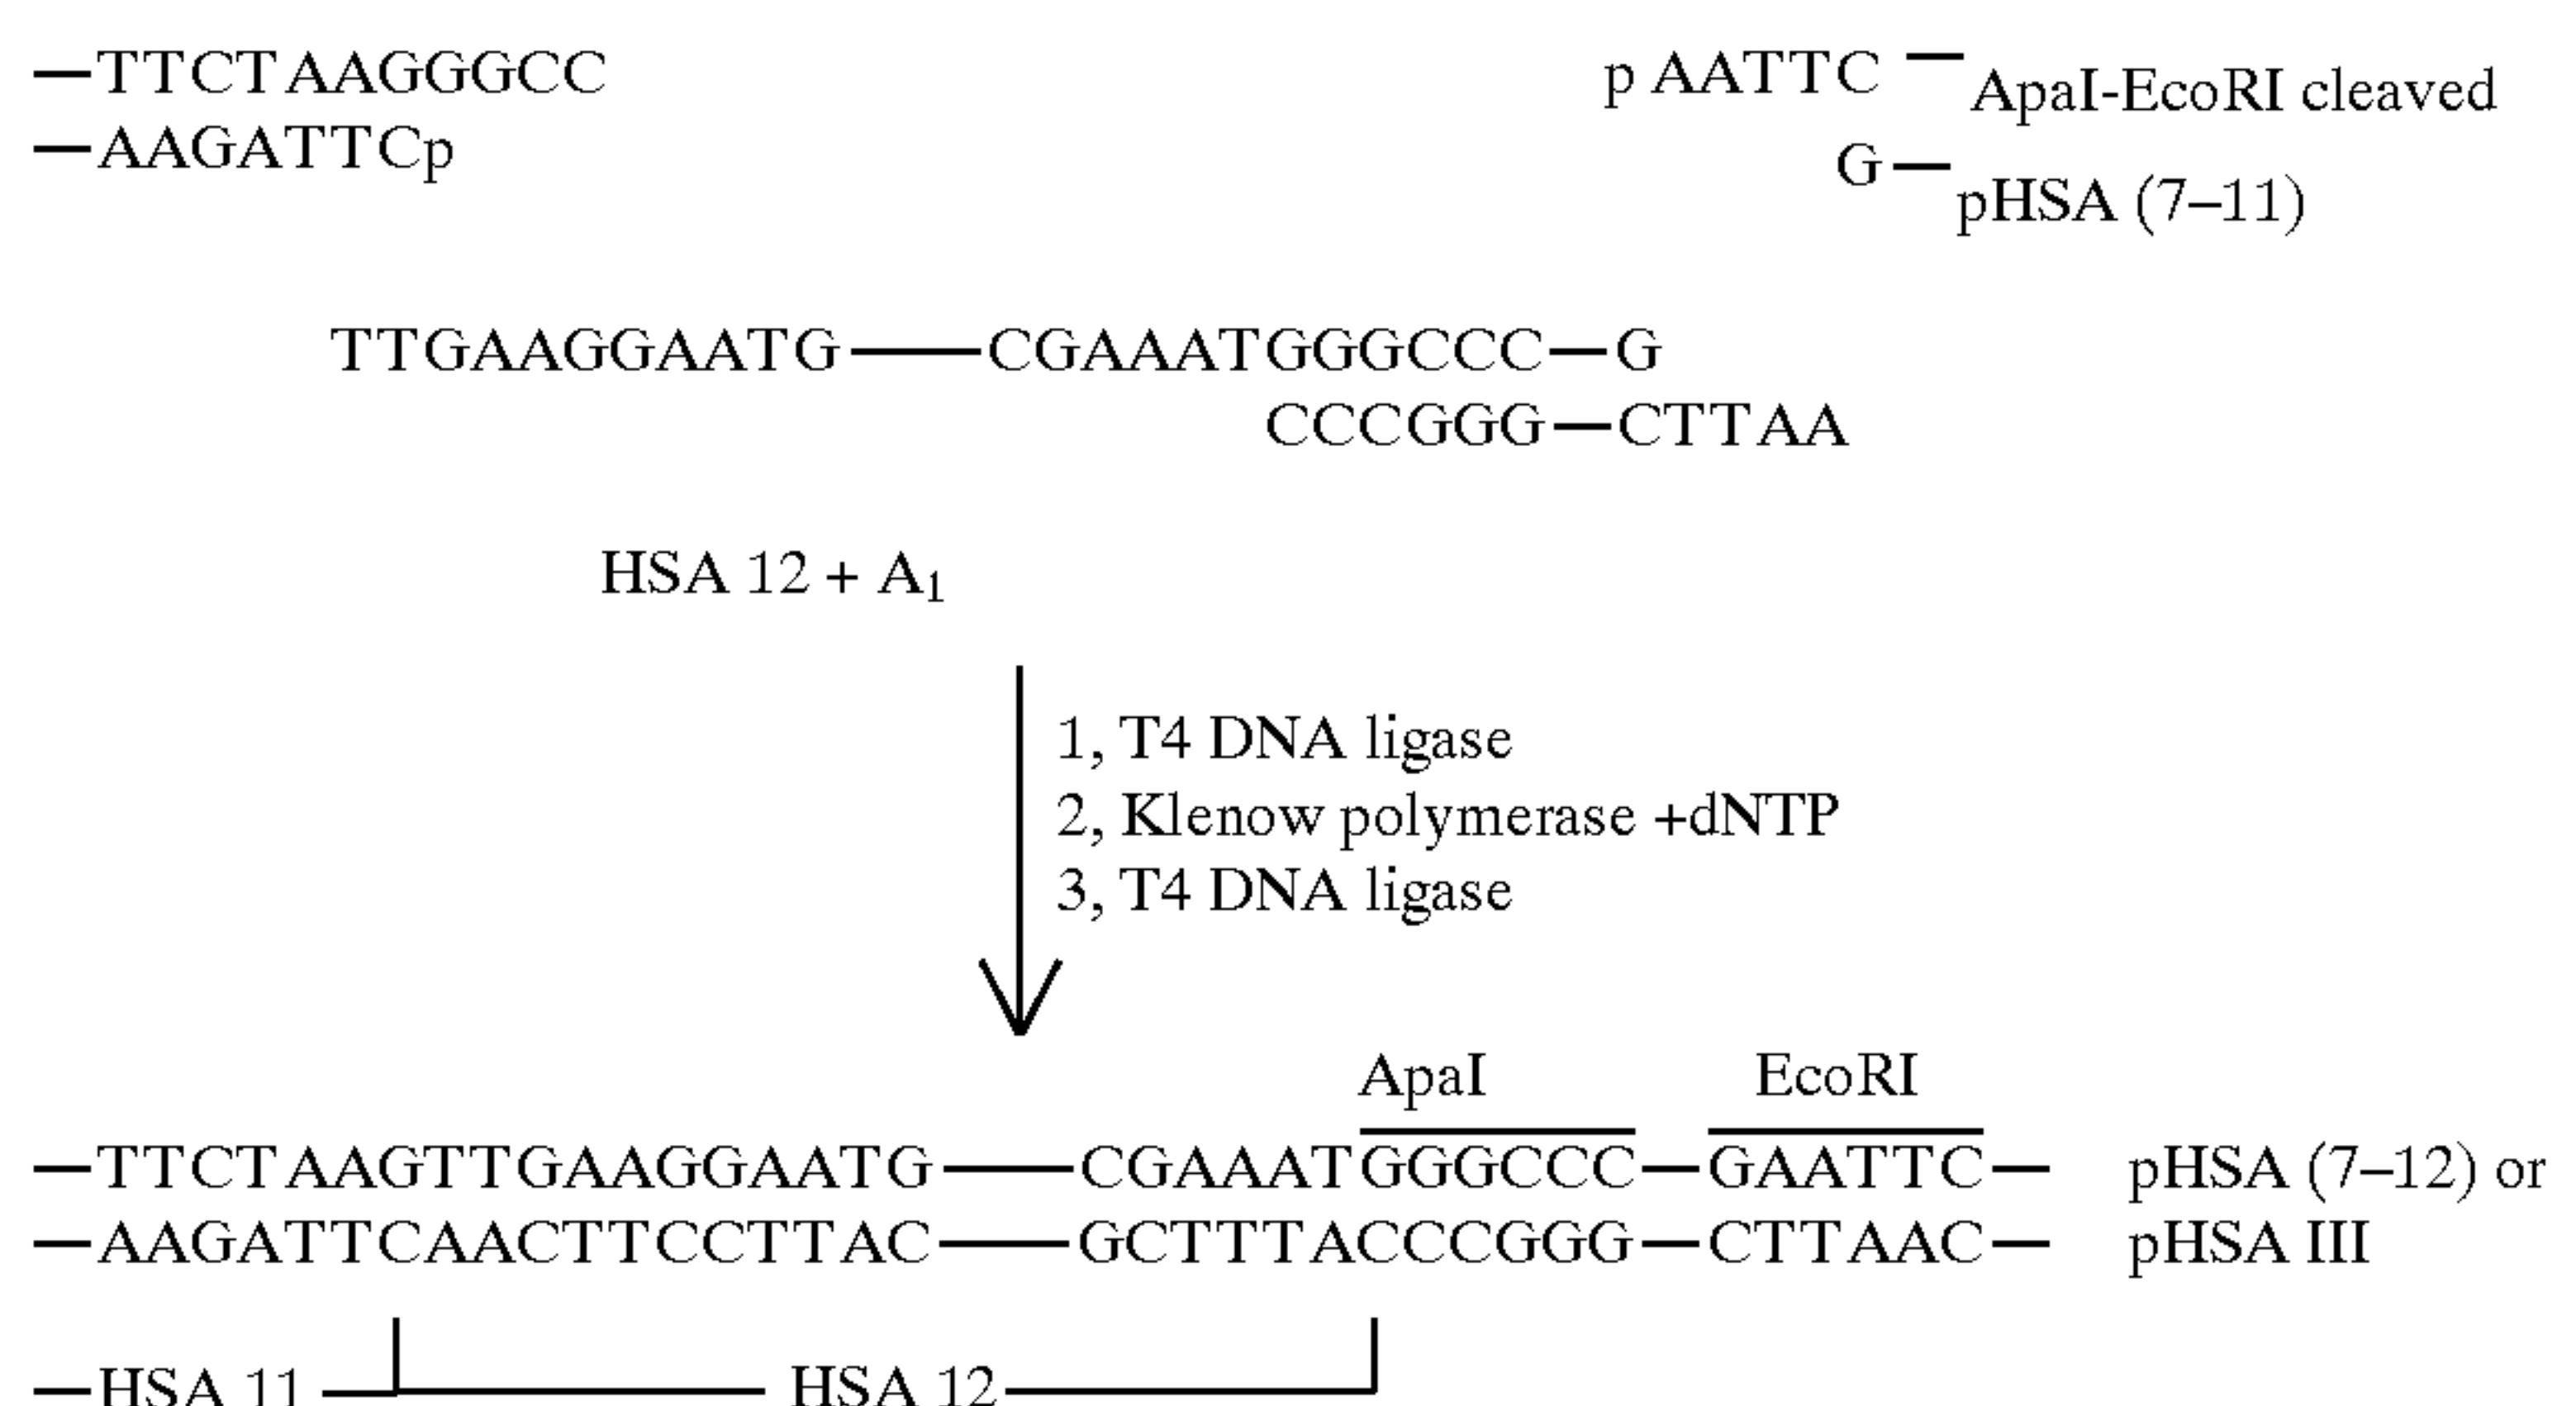 TTCTAAGGGCC
AAGATTCp
p AATTC
ApaI-EcoRI cleaved
G
pHSA (7–11)
TTGAAGGAATG CGAAATGGGCCC G
CCCGGG CTTAA
HSA 12 + A1
1, T4 DNA ligase
2, Klenow polymerase +dNTP
3, T4 DNA ligase
ApaI EcoRI
TTCTAAGTTGAAGGAATG CGAAATGGGCCC GAATTC pHSA (7–12) or
AAGATTCAACTTCCTTAC GCTTTACCCGGG CTTAAC pHSA III
HSA 11 HSA 12